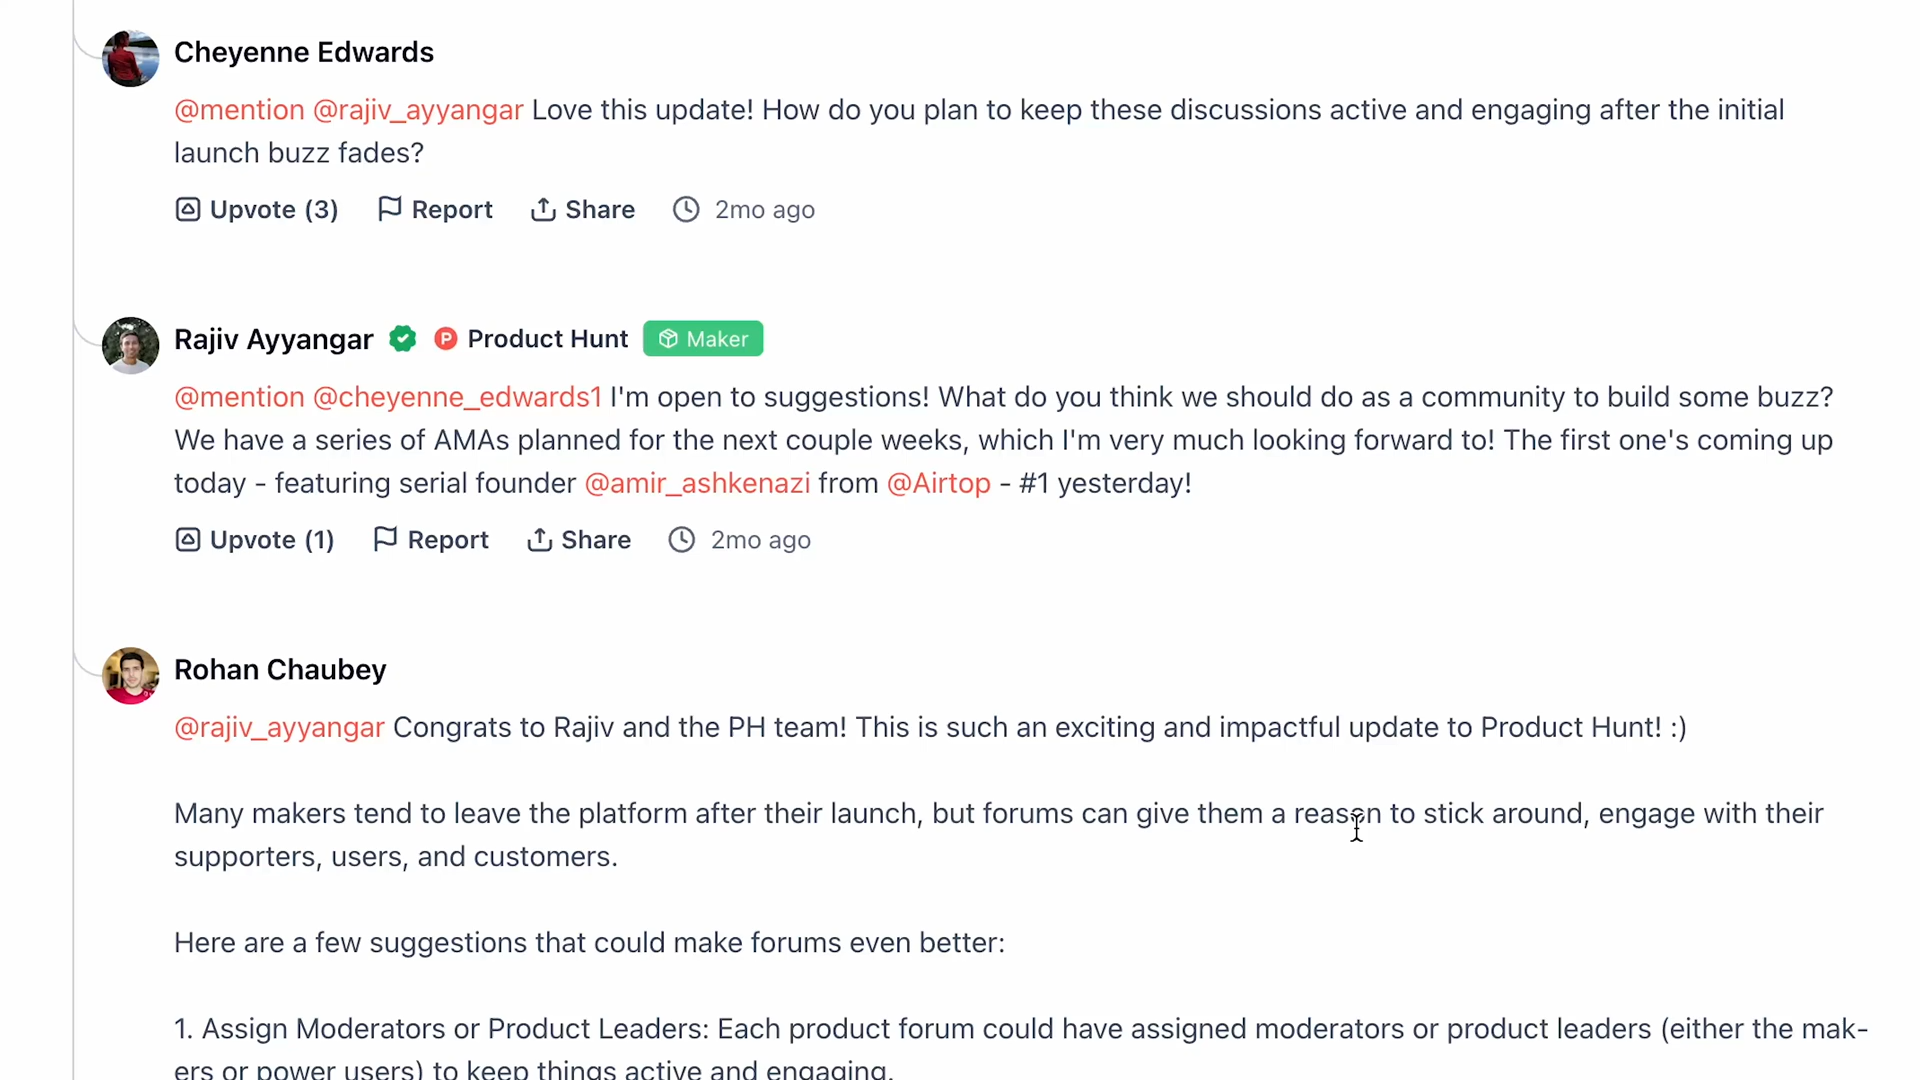 Cheyenne Edwards
@mention @rajiv_ayyangar Love this update! How do you plan to keep these discussions active and engaging after the initial
launch buzz fades?
Upvote (3) Report Share 2mo ago
Rajiv Ayyangar P Product Hunt Maker
@mention @cheyenne_edwards1 I'm open to suggestions! What do you think we should do as a community to build some buzz?
We have a series of AMAs planned for the next couple weeks, which I'm very much looking forward to! The first one's coming up
today - featuring serial founder @amir_ashkenazi from @Airtop - #1 yesterday!
Upvote (1) Report Share 2mo ago
Rohan Chaubey
@rajiv_ayyangar Congrats to Rajiv and the PH team! This is such an exciting and impactful update to Product Hunt! :)
Many makers tend to leave the platform after their launch, but forums can give them a reason to stick around, engage with their
supporters, users, and customers.
Here are a few suggestions that could make forums even better:
1. Assign Moderators or Product Leaders: Each product forum could have assigned moderators or product leaders (either the mak-
ers or power users) to keep things active and engaging.